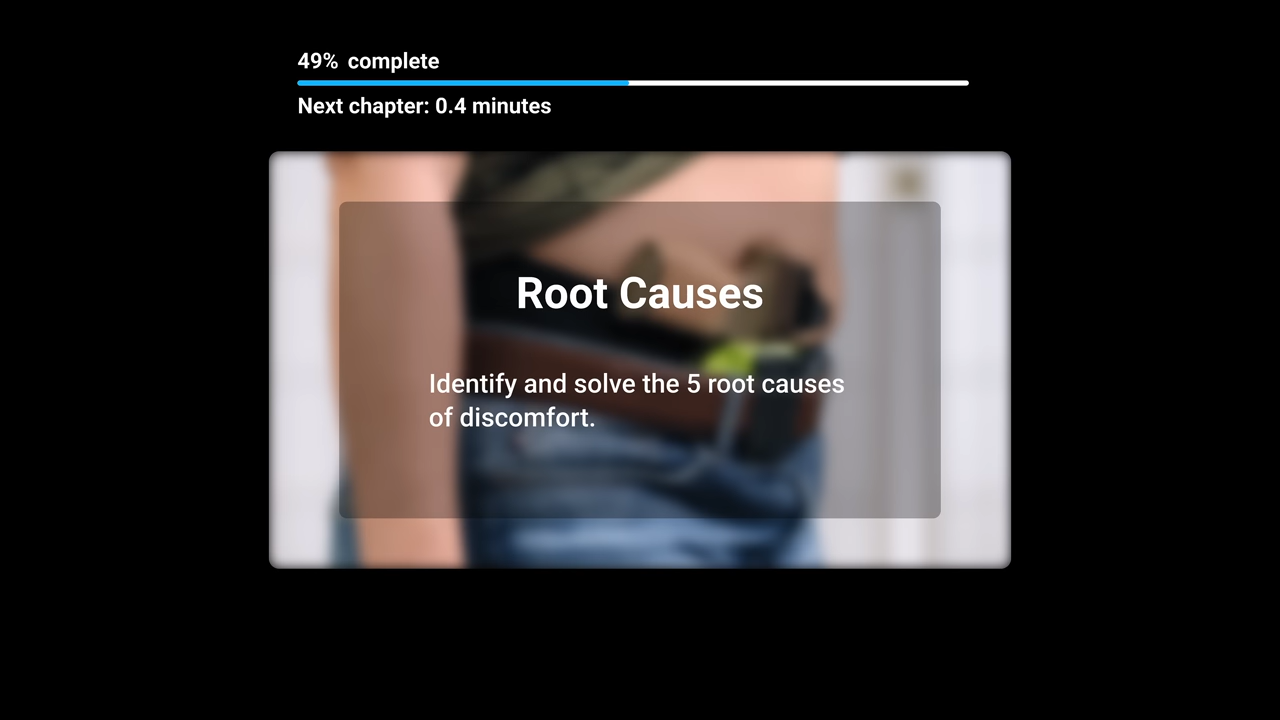 49% complete
Next chapter: 0.4 minutes
Root Causes
Identify and solve the 5 root causes
of discomfort.